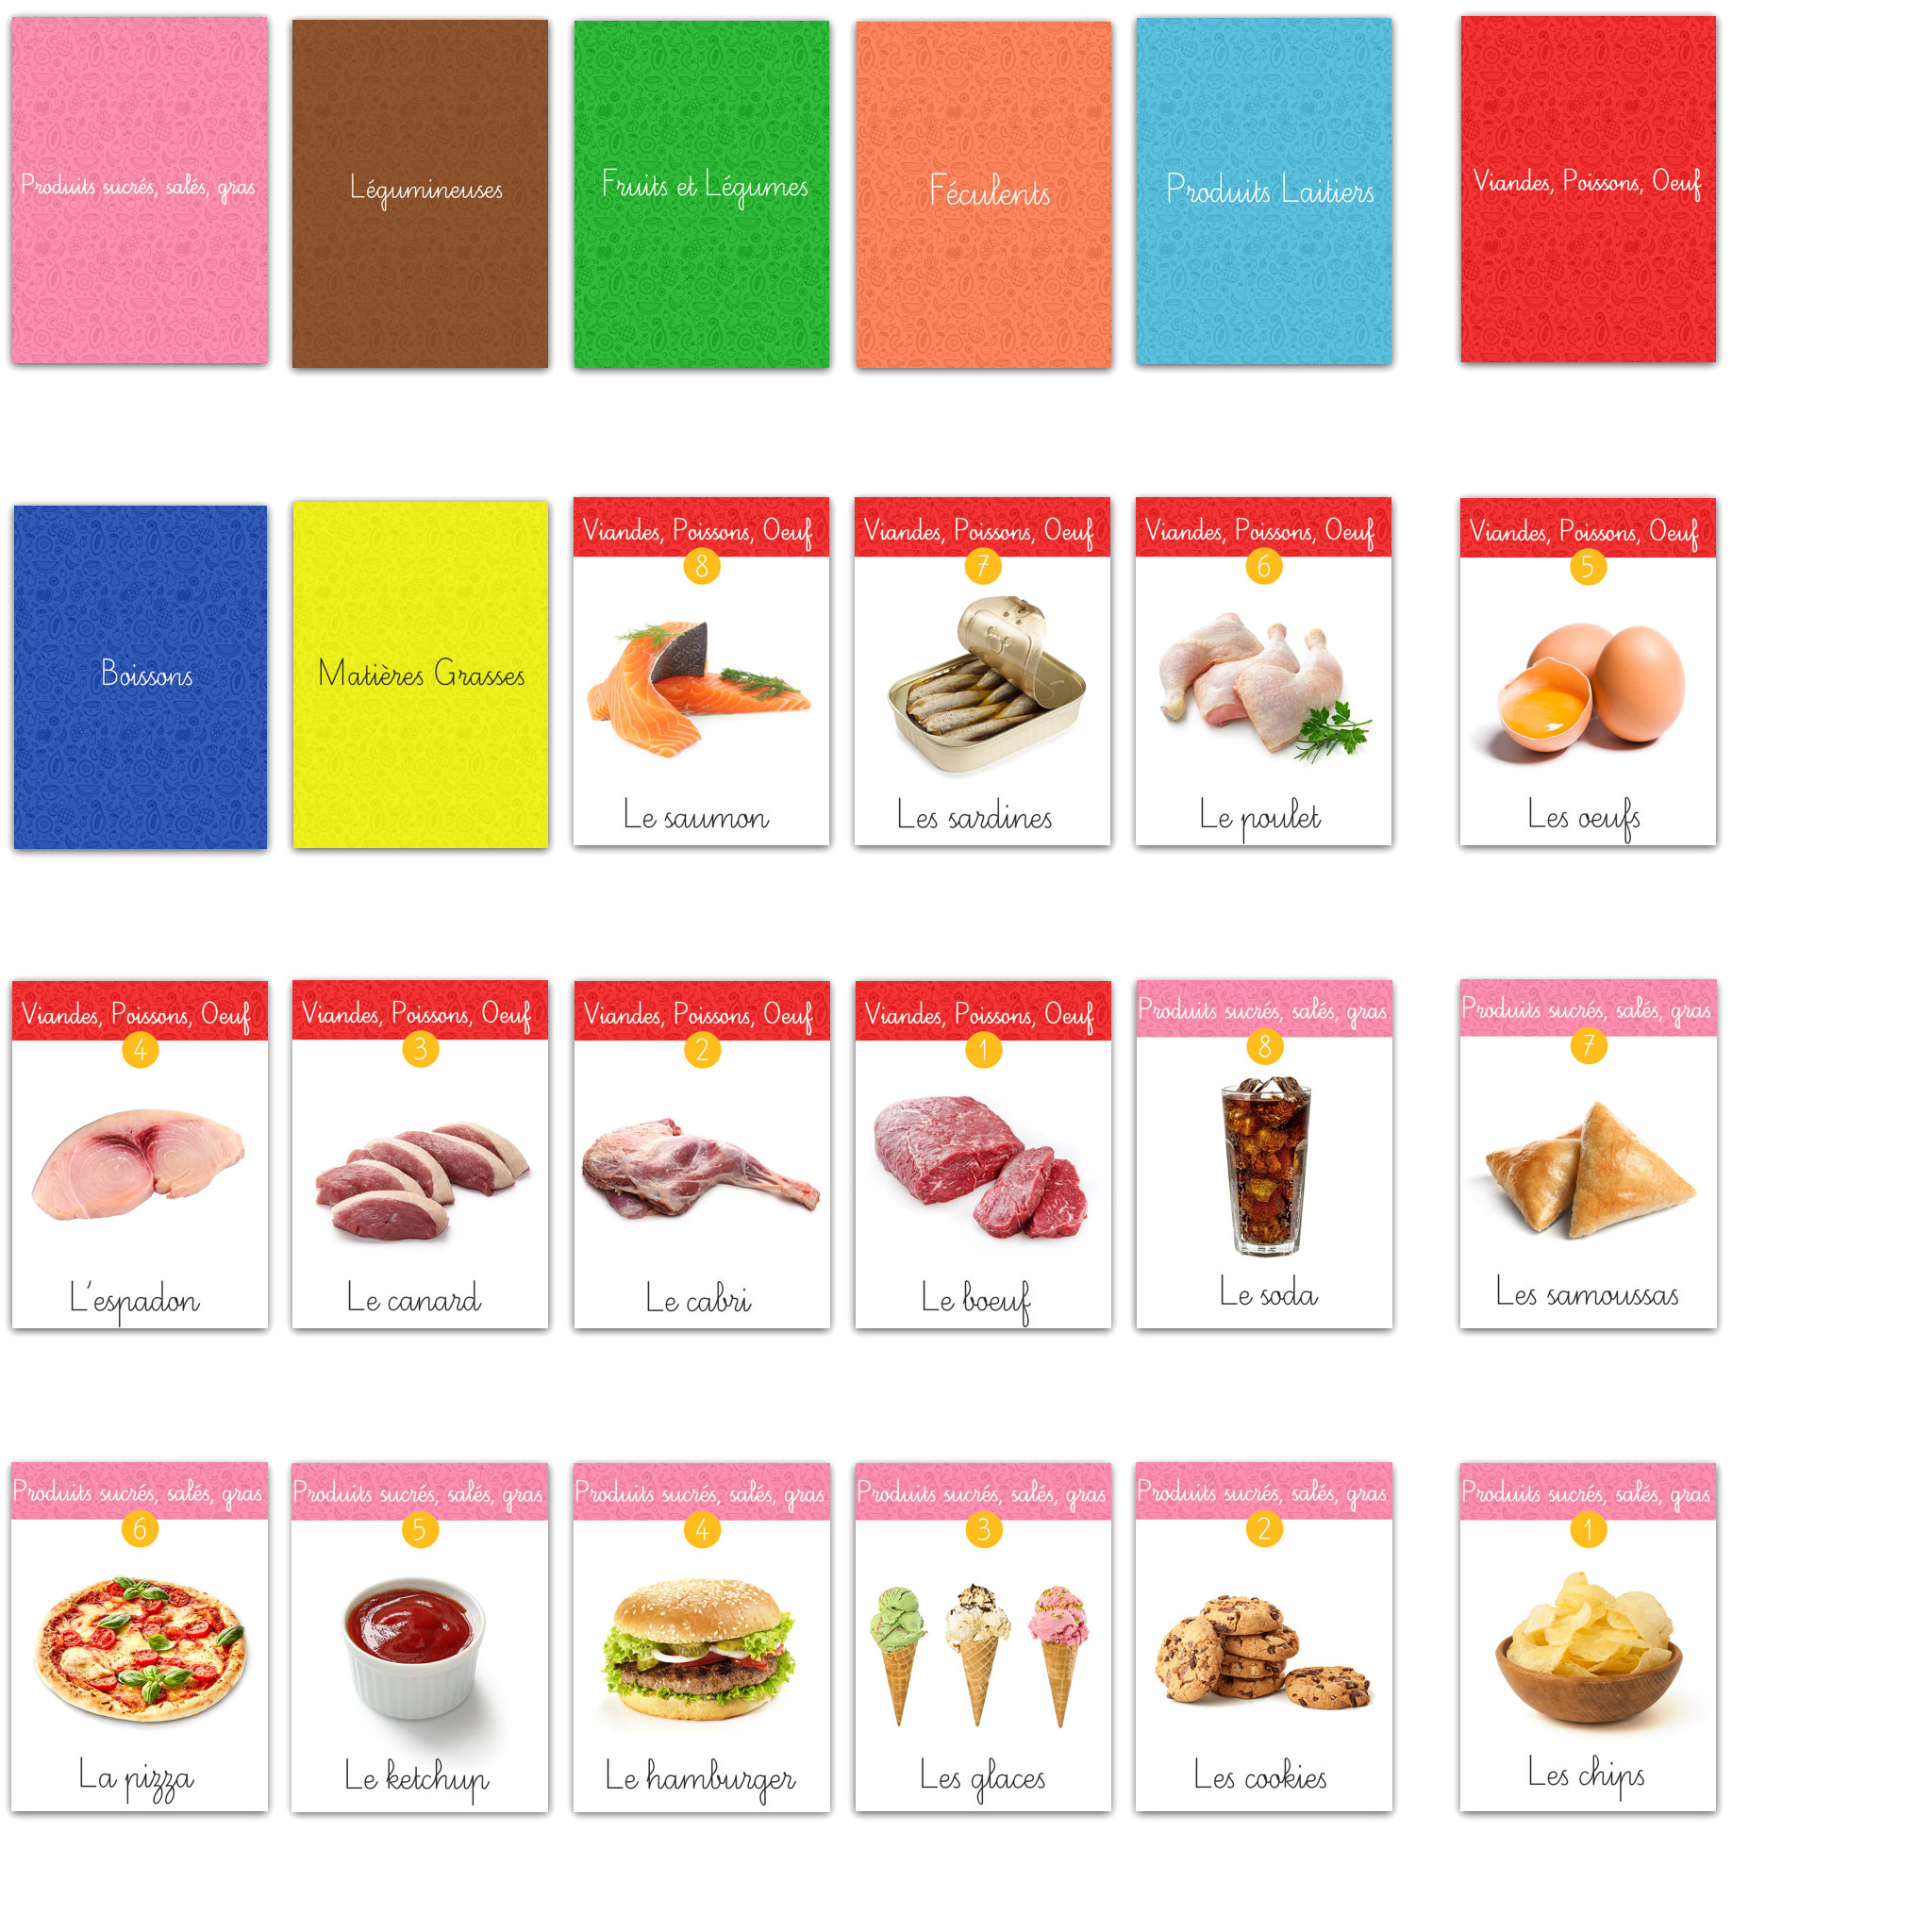 Produits sucrés, salés, gras
Légumineuses
Fruits et Légumes
Féculents
Produits Laitiers
Viandes, Poissons, Oeuf
Boissons
Matières Grasses
Viandes, Poissons, Oeuf
8
Le saumon
Viandes, Poissons, Oeuf
7
Les sardines
Viandes, Poissons, Oeuf
6
Le poulet
Viandes, Poissons, Oeuf
5
Les oeufs
Viandes, Poissons, Oeuf
4
L'espadon
Viandes, Poissons, Oeuf
3
Le canard
Viandes, Poissons, Oeuf
2
Le cabri
Viandes, Poissons, Oeuf
1
Le boeuf
Produits sucrés, salés, gras
8
Le soda
Produits sucrés, salés, gras
7
Les samoussas
Produits sucrés, salés, gras
6
La pizza
Produits sucrés, salés, gras
5
Le ketchup
Produits sucrés, salés, gras
4
Le hamburger
Produits sucrés, salés, gras
3
Les glaces
Produits sucrés, salés, gras
2
Les cookies
Produits sucrés, salés, gras
1
Les chips